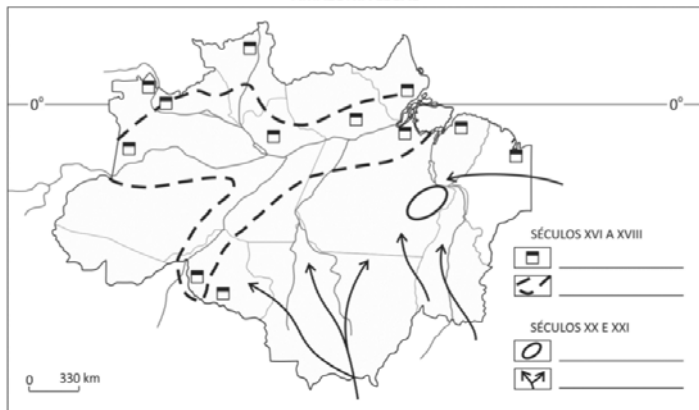 0° 0°
SÉCULOS XVI A XVIII
SÉCULOS XX E XXI
0 330 km